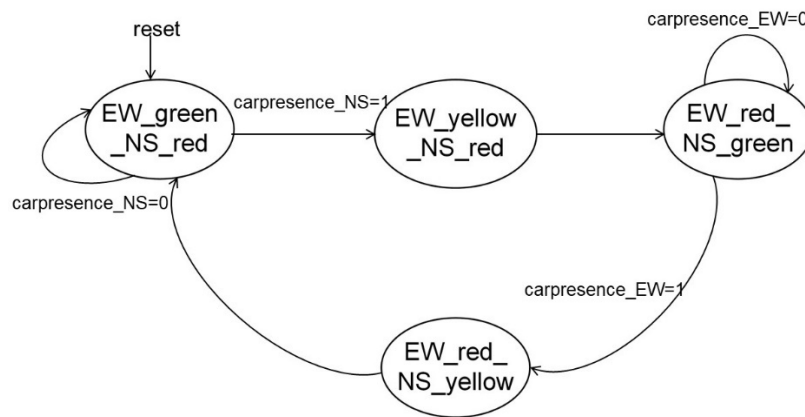 carpresence_EW=0
reset
carpresence_NS=1
EW_green
_NS_red
EW_yellow
_NS_red
EW_red_
NS_green
carpresence_NS=0
carpresence_EW=1
EW_red_
NS_yellow